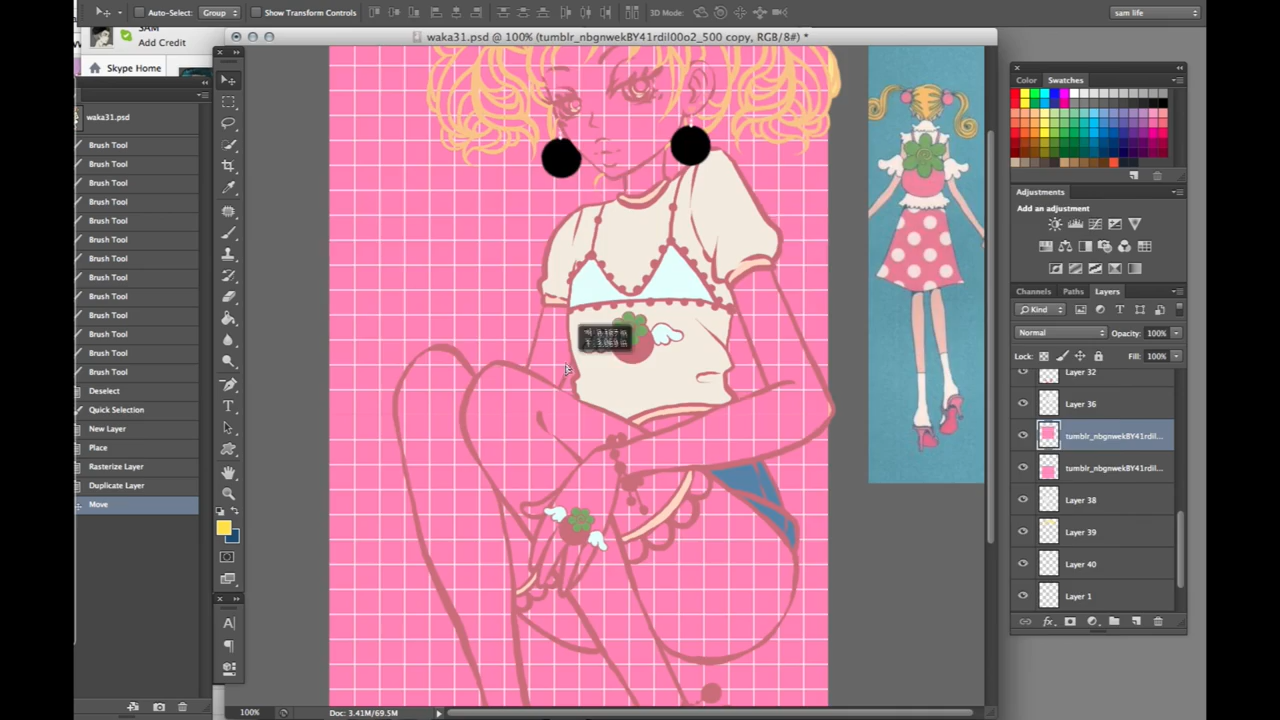 Auto-Select:
Group
Show Transform Controls
3D Mode:
sam life
SAM
Add Credit
Skype Home
waka31.psd @ 100% (tumblr_nbgnwekBY41rdil00o2_500 copy, RGB/8#) *
waka31.psd
Brush Tool
Brush Tool
Brush Tool
Brush Tool
Brush Tool
Brush Tool
Brush Tool
Brush Tool
Brush Tool
Brush Tool
Brush Tool
Brush Tool
Brush Tool
Deselect
Quick Selection
New Layer
Place
Rasterize Layer
Duplicate Layer
Move
Color
Swatches
Adjustments
Add an adjustment
Channels
Paths
Layers
Kind
Normal
Opacity: 100%
Lock:
Fill: 100%
Layer 32
Layer 36
tumblr_nbgnwekBY41rdil...
tumblr_nbgnwekBY41rdil...
Layer 38
Layer 39
Layer 40
Layer 1
100%
Doc: 3.41M/69.5M